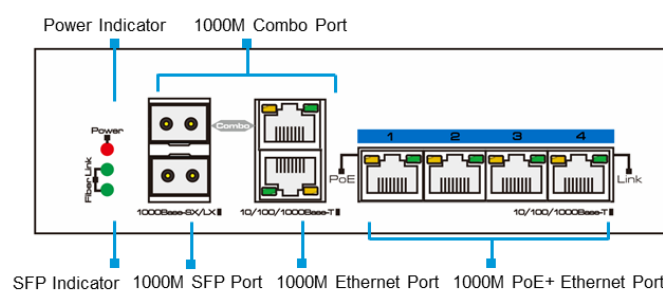 Power Indicator 1000M Combo Port
Power
Combo
1 2 3 4
Fiber Link
PoE
Link
1000Base-SX/LX
10/100/1000Base-T
10/100/1000Base-T
SFP Indicator 1000M SFP Port 1000M Ethernet Port 1000M PoE+ Ethernet Port